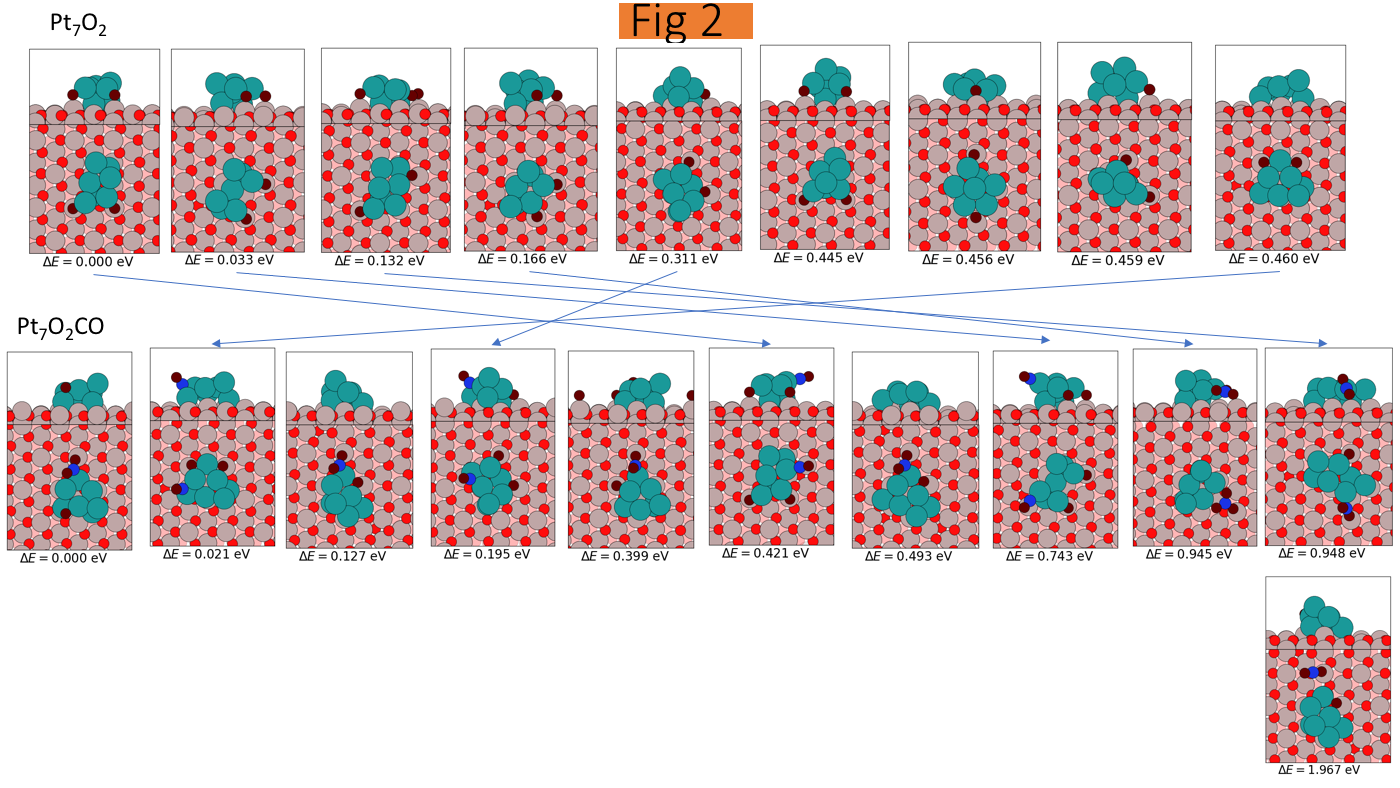 Fig 2
Pt₇O₂
ΔE = 0.000 eV
ΔE = 0.033 eV
ΔE = 0.132 eV
ΔE = 0.166 eV
ΔE = 0.311 eV
ΔE = 0.445 eV
ΔE = 0.456 eV
ΔE = 0.459 eV
ΔE = 0.460 eV
Pt₇O₂CO
ΔE = 0.000 eV
ΔE = 0.021 eV
ΔE = 0.127 eV
ΔE = 0.195 eV
ΔE = 0.399 eV
ΔE = 0.421 eV
ΔE = 0.493 eV
ΔE = 0.743 eV
ΔE = 0.945 eV
ΔE = 0.948 eV
ΔE = 1.967 eV